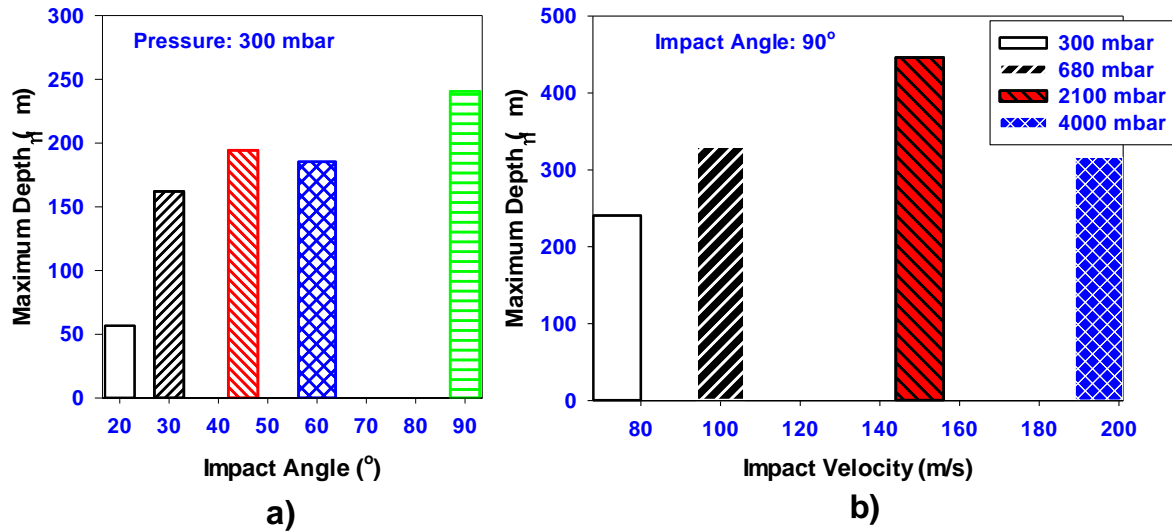 300
250
200
150
100
50
0
Pressure: 300 mbar
Maximum Depth ( m)
20 30 40 50 60 70 80 90
Impact Angle (°)
a)
500
400
300
200
100
0
Impact Angle: 90°
300 mbar
680 mbar
2100 mbar
4000 mbar
Maximum Depth ( m)
80 100 120 140 160 180 200
Impact Velocity (m/s)
b)